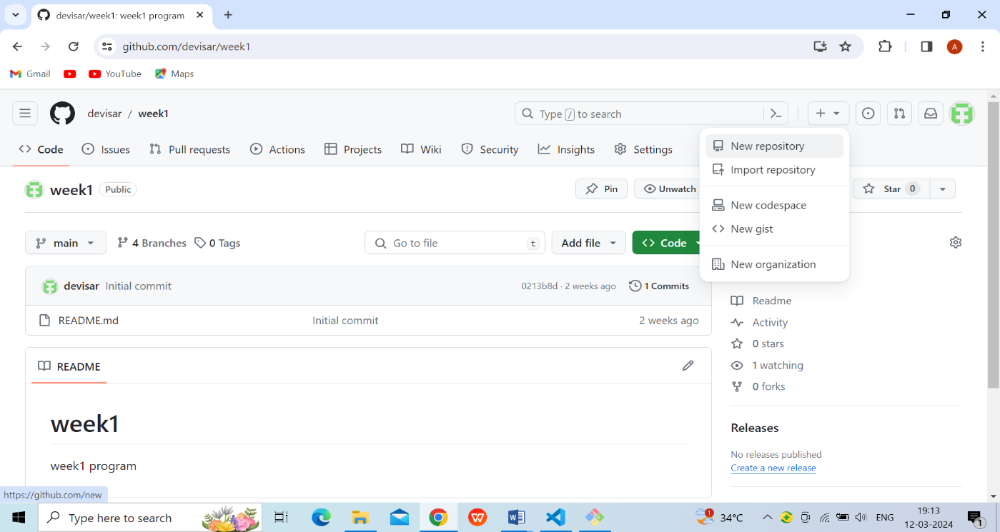 devisar/week1: week1 program
github.com/devisar/week1
A
Gmail YouTube Maps
devisar / week1
Type / to search
Code Issues Pull requests Actions Projects Wiki Security Insights Settings
New repository
Import repository
New codespace
New gist
New organization
week1 Public
Pin
Unwatch
Star 0
main 4 Branches 0 Tags
Go to file t
Add file
Code
devisar Initial commit 0213b8d · 2 weeks ago 1 Commits
README.md Initial commit 2 weeks ago
README
week1
week1 program
Readme
Activity
0 stars
1 watching
0 forks
Releases
No releases published
Create a new release
https://github.com/new
Type here to search
W
W
1
34°C
ENG
19:13
12-03-2024
1